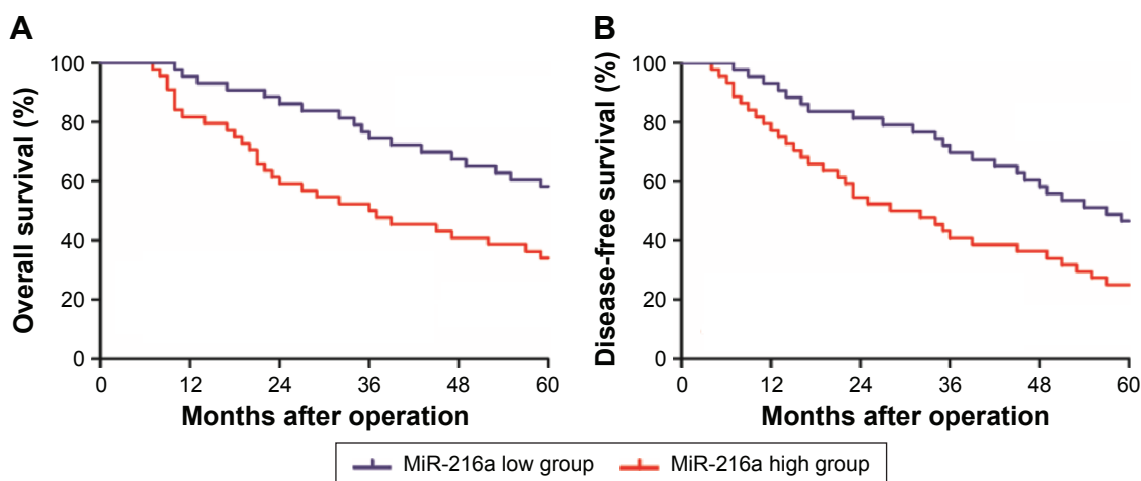 A
Overall survival (%)
100
80
60
40
20
0
0 12 24 36 48 60
Months after operation
B
Disease-free survival (%)
100
80
60
40
20
0
0 12 24 36 48 60
Months after operation
MiR-216a low group MiR-216a high group